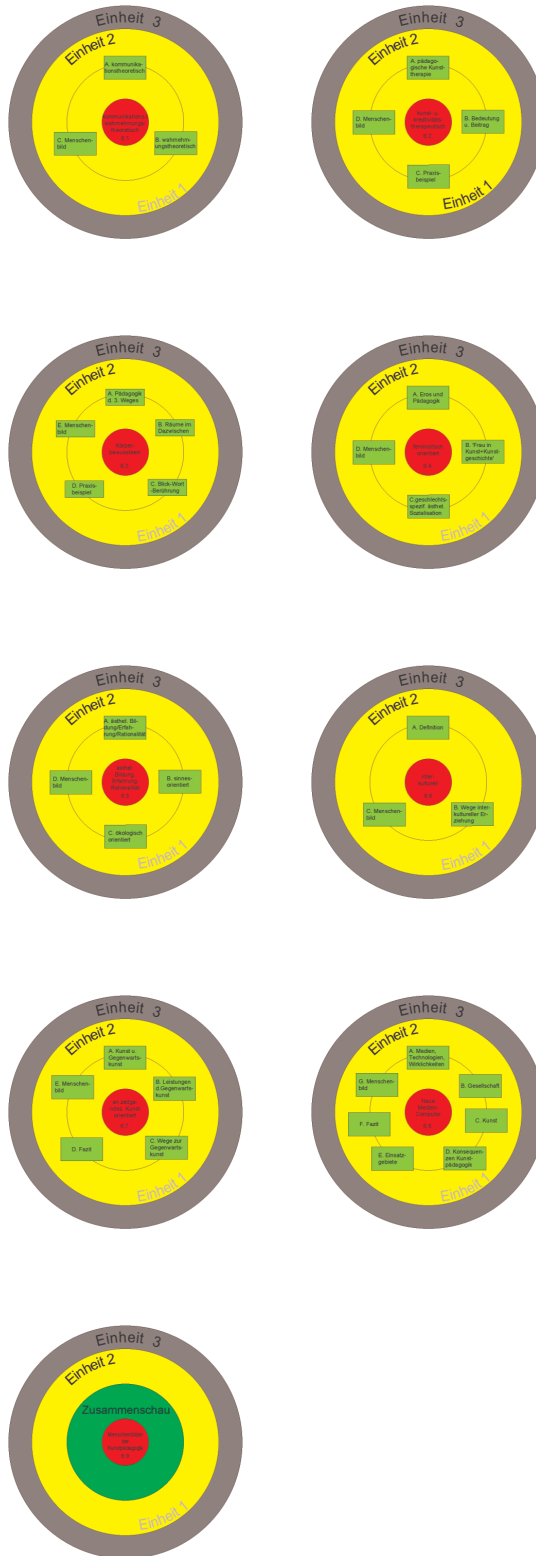 Einheit 3
Einheit 2
A. kommunika-
tionstheoretisch
C. Menschen-
bild
B. wahrnehm-
ungstheoretisch
Einheit 1
Einheit 3
Einheit 2
A. pädago-
gische Kunst-
therapie
D. Menschen-
bild
B. Bedeutung
u. Beitrag
C. Praxis-
beispiel
Einheit 1
Einheit 3
Einheit 2
A. Pädagogik
d. 3. Weges
E. Menschen-
bild
B. Räume im
Dazwischen
D. Praxis-
beispiel
C. Blick-Wort
-Berührung
Einheit 1
Einheit 3
Einheit 2
A. Eros und
Pädagogik
D. Menschen-
bild
B. 'Frau in
Kunst+Kunst-
geschichte'
C.geschlechts-
spezif. ästhet.
Sozialisation
Einheit 1
Einheit 3
Einheit 2
A. ästhet. Bil-
dung/Erfah-
rung/Rationalität
D. Menschen-
bild
B. sinnes-
orientiert
C. ökologisch
orientiert
Einheit 1
Einheit 3
Einheit 2
A. Definition
C. Menschen-
bild
B. Wege inter-
kultureller Er-
ziehung
Einheit 1
Einheit 3
Einheit 2
A. Kunst u.
Gegenwarts-
kunst
E. Menschen-
bild
B. Leistungen
d.Gegenwarts-
kunst
D. Fazit
C. Wege zur
Gegenwarts-
kunst
Einheit 1
Einheit 3
Einheit 2
A. Medien,
Technologien,
Wirklichkeiten
G. Menschen-
bild
B. Gesellschaft
F. Fazit
C. Kunst
E. Einsatz-
gebiete
D. Konsequen-
zen Kunst-
pädagogik
Einheit 1
Einheit 3
Einheit 2
Zusammenschau
Einheit 1